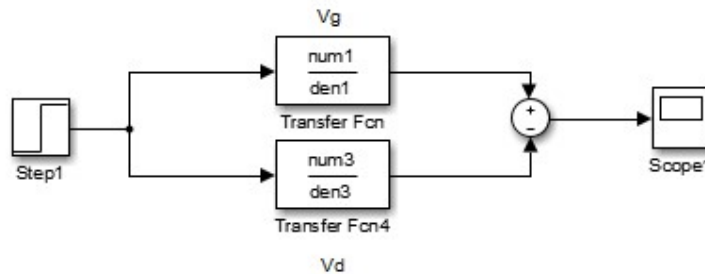 Vg
num1
den1
Transfer Fcn
+
−
Step1
num3
den3
Transfer Fcn4
Scope1
Vd